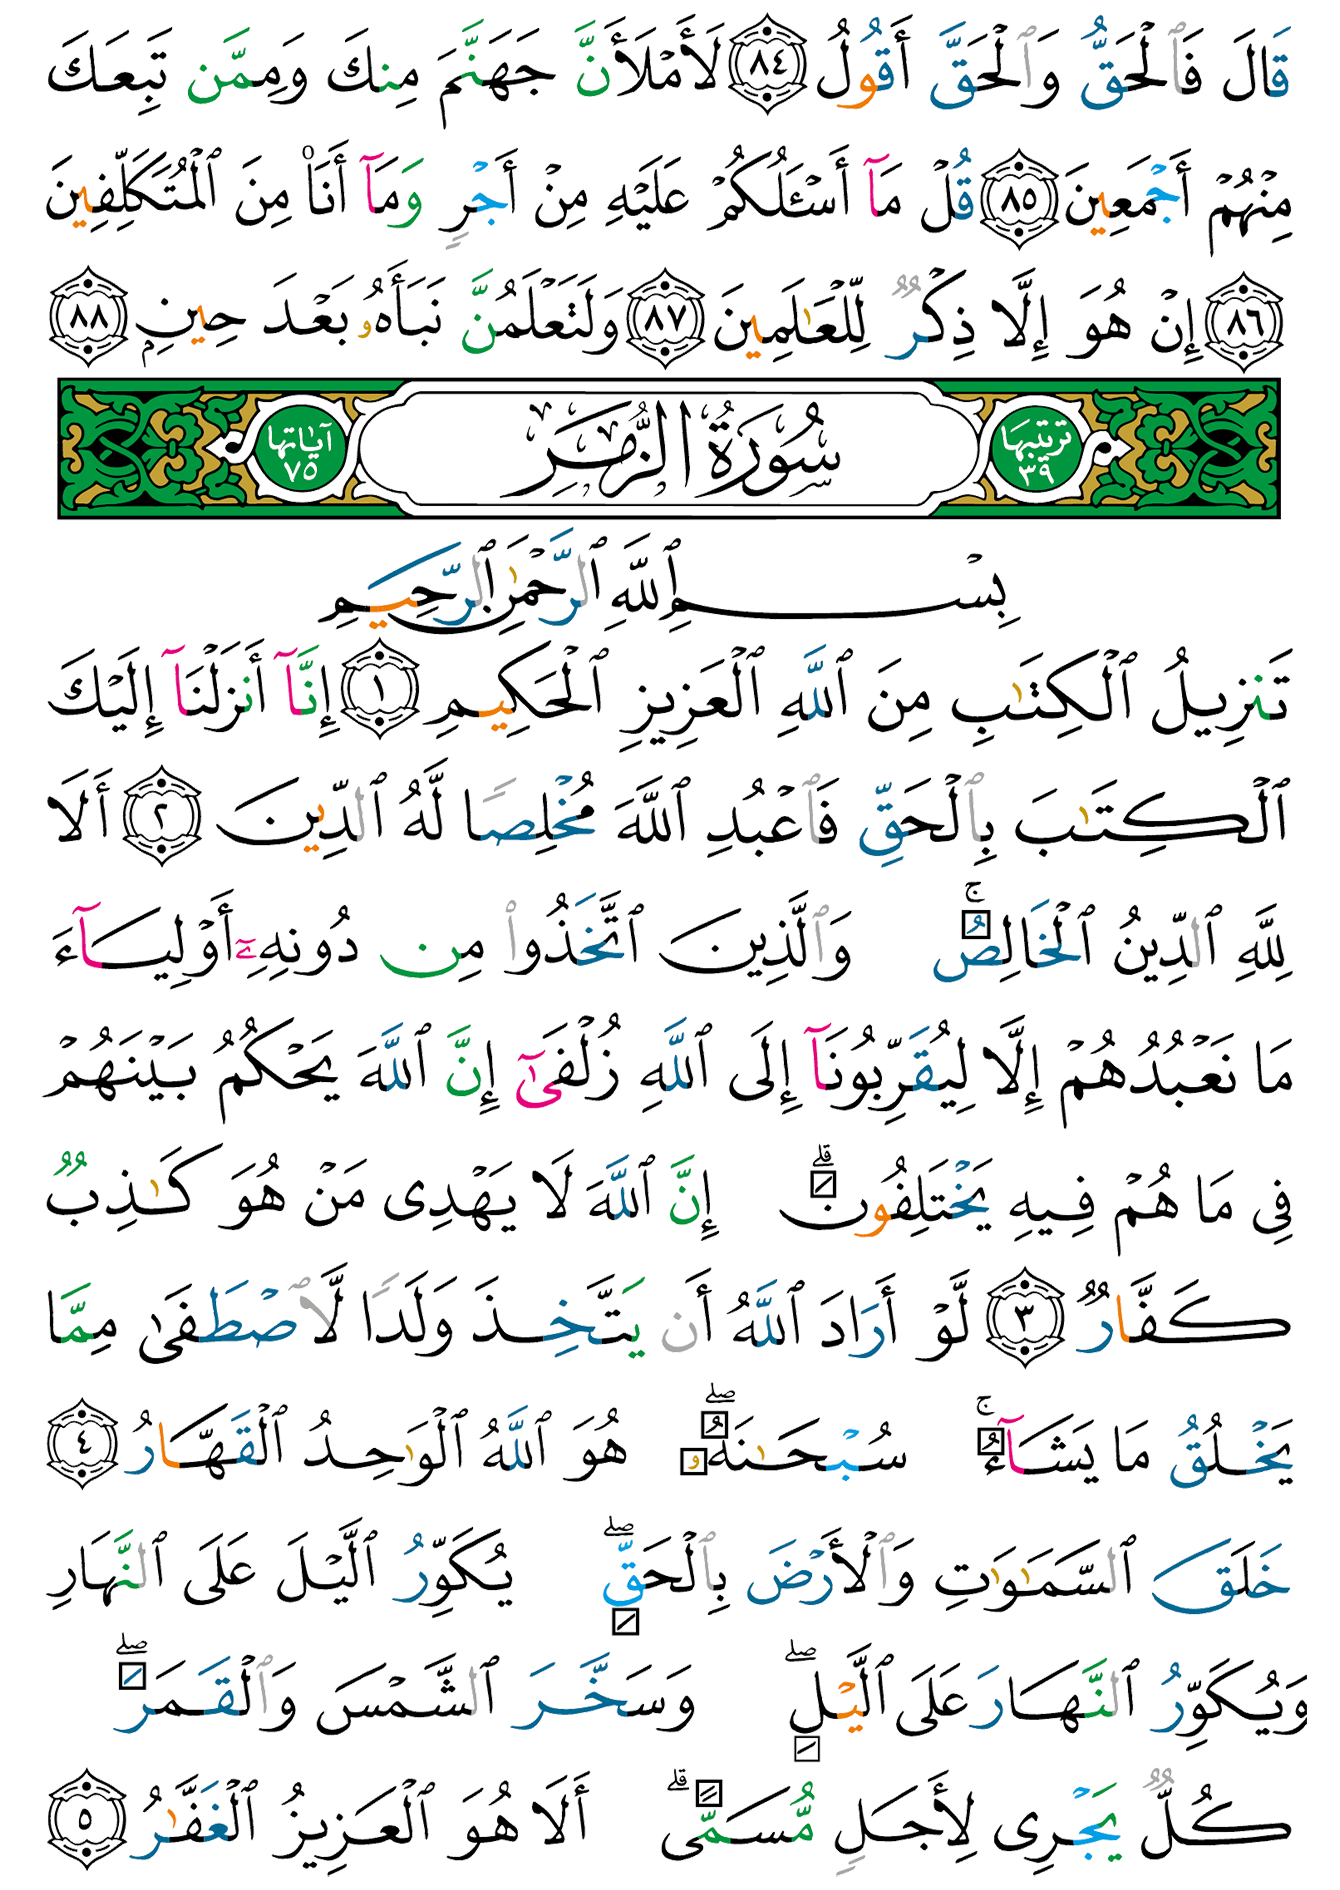 قَالَ فَٱلْحَقُّ وَٱلْحَقَّ أَقُولُ ٨٤ لَأَمْلَأَنَّ جَهَنَّمَ مِنكَ وَمِمَّن تَبِعَكَ
مِنْهُمْ أَجْمَعِينَ ٨٥ قُلْ مَآ أَسْـَٔلُكُمْ عَلَيْهِ مِنْ أَجْرٍ وَمَآ أَنَا۠ مِنَ ٱلْمُتَكَلِّفِينَ
٨٦ إِنْ هُوَ إِلَّا ذِكْرٌ لِّلْعَـٰلَمِينَ ٨٧ وَلَتَعْلَمُنَّ نَبَأَهُۥ بَعْدَ حِينٍۭ ٨٨
ترتيبها ٣٩ سُورَةُ الزُّمَرِ آياتها ٧٥
بِسْمِ ٱللَّهِ ٱلرَّحْمَـٰنِ ٱلرَّحِيمِ
تَنزِيلُ ٱلْكِتَـٰبِ مِنَ ٱللَّهِ ٱلْعَزِيزِ ٱلْحَكِيمِ ١ إِنَّآ أَنزَلْنَآ إِلَيْكَ
ٱلْكِتَـٰبَ بِٱلْحَقِّ فَٱعْبُدِ ٱللَّهَ مُخْلِصًا لَّهُ ٱلدِّينَ ٢ أَلَا
لِلَّهِ ٱلدِّينُ ٱلْخَالِصُ ۚ وَٱلَّذِينَ ٱتَّخَذُوا۟ مِن دُونِهِۦٓ أَوْلِيَآءَ
مَا نَعْبُدُهُمْ إِلَّا لِيُقَرِّبُونَآ إِلَى ٱللَّهِ زُلْفَىٰٓ إِنَّ ٱللَّهَ يَحْكُمُ بَيْنَهُمْ
فِى مَا هُمْ فِيهِ يَخْتَلِفُونَ ۗ إِنَّ ٱللَّهَ لَا يَهْدِى مَنْ هُوَ كَـٰذِبٌ
كَفَّارٌ ٣ لَّوْ أَرَادَ ٱللَّهُ أَن يَتَّخِذَ وَلَدًا لَّٱصْطَفَىٰ مِمَّا
يَخْلُقُ مَا يَشَآءُ ۚ سُبْحَـٰنَهُۥ ۖ هُوَ ٱللَّهُ ٱلْوَٰحِدُ ٱلْقَهَّارُ ٤
خَلَقَ ٱلسَّمَـٰوَٰتِ وَٱلْأَرْضَ بِٱلْحَقِّ ۖ يُكَوِّرُ ٱلَّيْلَ عَلَى ٱلنَّهَارِ
وَيُكَوِّرُ ٱلنَّهَارَ عَلَى ٱلَّيْلِ ۖ وَسَخَّرَ ٱلشَّمْسَ وَٱلْقَمَرَ ۖ
كُلٌّ يَجْرِى لِأَجَلٍ مُّسَمًّى ۗ أَلَا هُوَ ٱلْعَزِيزُ ٱلْغَفَّـٰرُ ٥